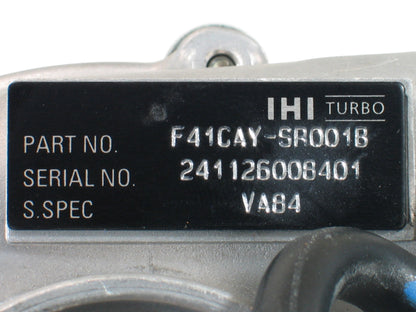 IHI TURBO
PART NO. F41CAY-SR001B
SERIAL NO. 241126008401
S.SPEC VA84